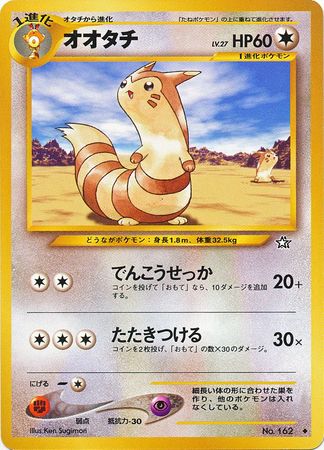 1進化
オタチから進化
「たねポケモン」の上に重ねて進化させます。
オオタチ LV.27 HP60
1進化ポケモン
どうながポケモン：身長1.8m、体重32.5kg
でんこうせっか 20+
コインを投げて「おもて」なら、10ダメージを追加
する。
たたきつける 30×
コインを2枚投げ、「おもて」の数×30のダメージ。
にげる
弱点 抵抗力-30
細長い体の形に合わせた巣を
作り、他のポケモンは入れ
なくしている。
Illus.Ken Sugimori
No. 162